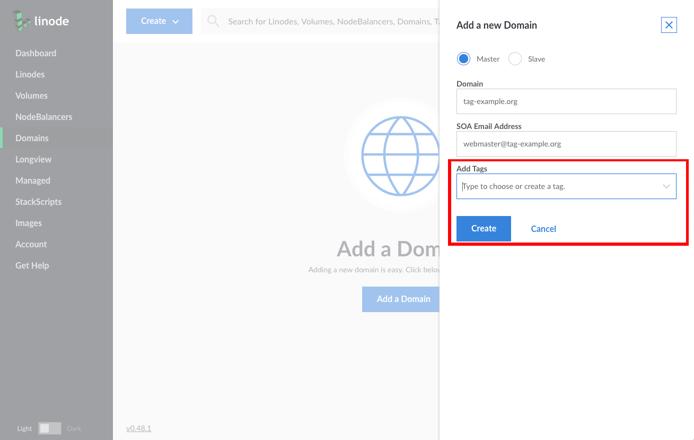 linode
Dashboard
Linodes
Volumes
NodeBalancers
Domains
Longview
Managed
StackScripts
Images
Account
Get Help
Light
Dark
Create
Search for Linodes, Volumes, NodeBalancers, Domains,
Add a Dom
Adding a new domain is easy. Click belo
Add a Domain
v0.48.1
Add a new Domain
Master
Slave
Domain
tag-example.org
SOA Email Address
webmaster@tag-example.org
Add Tags
Type to choose or create a tag.
Create
Cancel